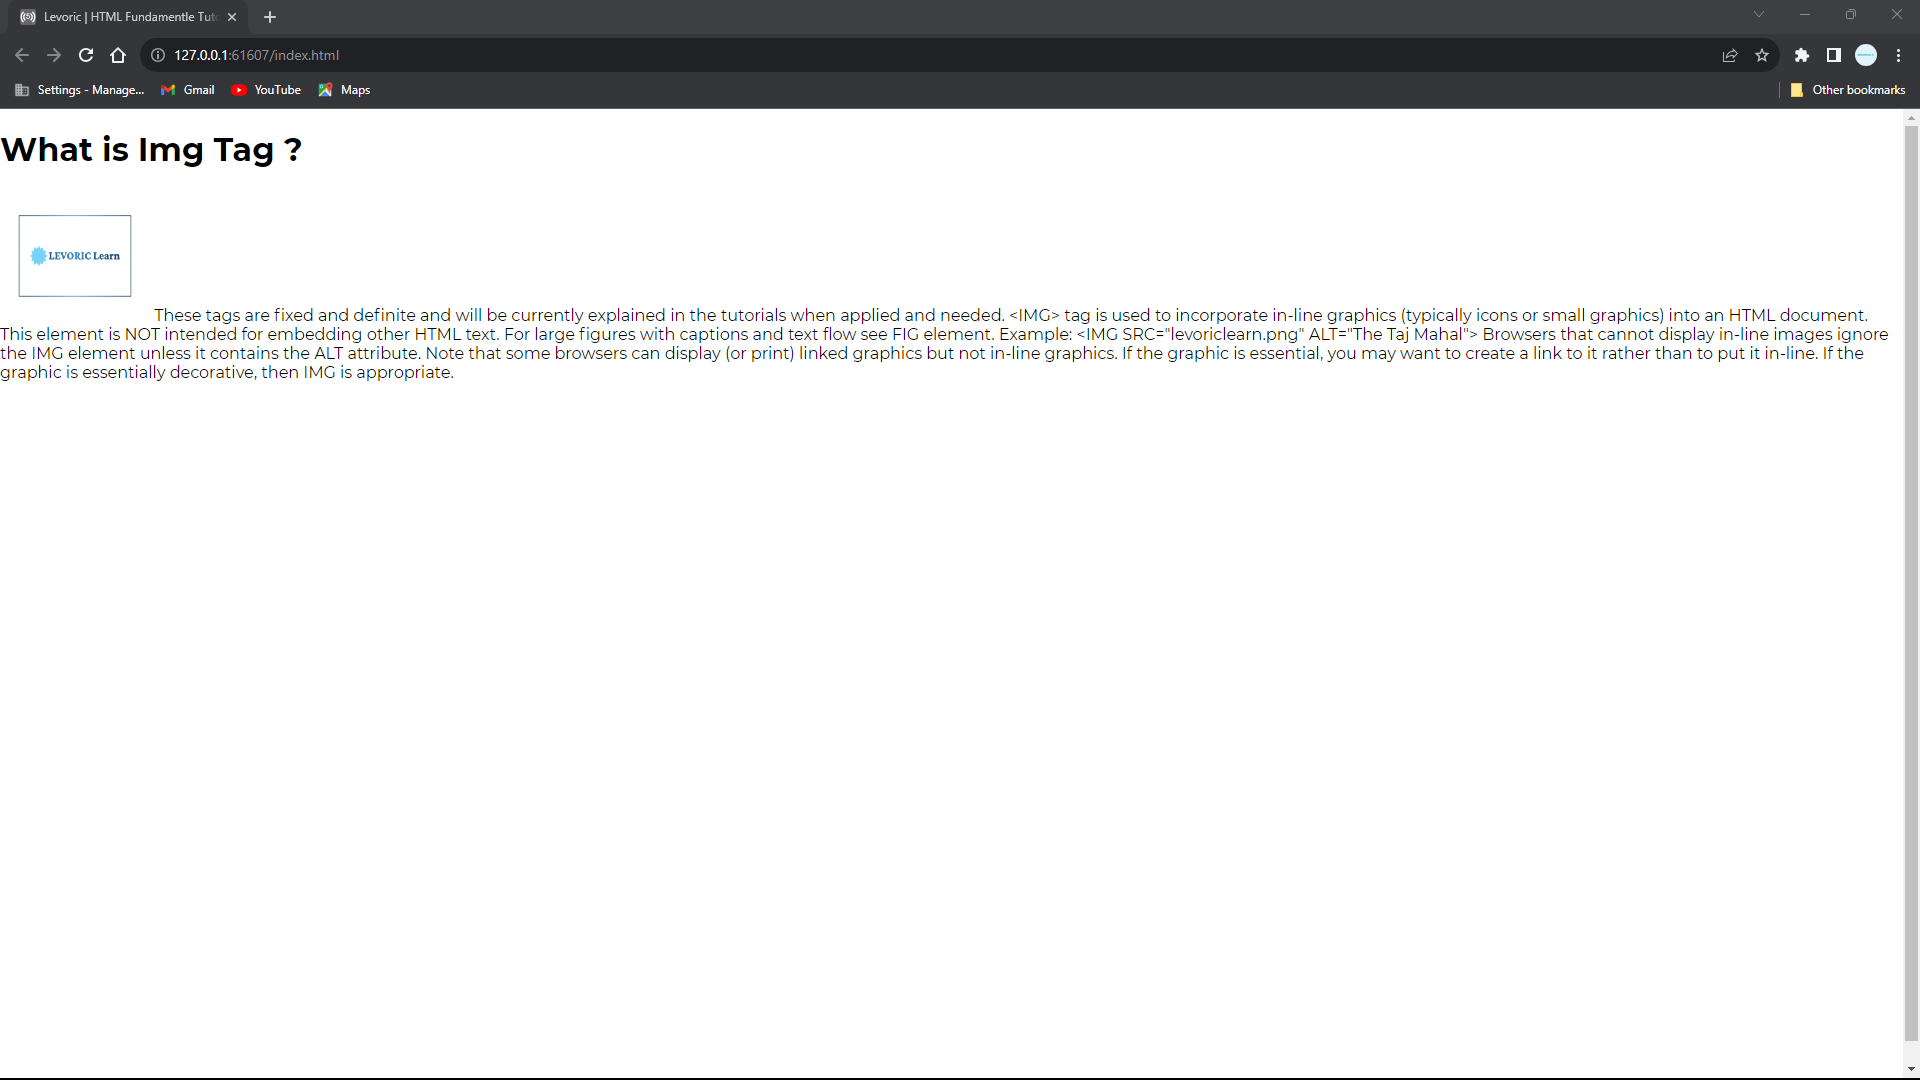 Levoric | HTML Fundamentle Tut
127.0.0.1:61607/index.html
Settings - Manage...
Gmail
YouTube
Maps
Other bookmarks
What is Img Tag ?
LEVORIC Learn
These tags are fixed and definite and will be currently explained in the tutorials when applied and needed. <IMG> tag is used to incorporate in-line graphics (typically icons or small graphics) into an HTML document.
This element is NOT intended for embedding other HTML text. For large figures with captions and text flow see FIG element. Example: <IMG SRC="levoriclearn.png" ALT="The Taj Mahal"> Browsers that cannot display in-line images ignore
the IMG element unless it contains the ALT attribute. Note that some browsers can display (or print) linked graphics but not in-line graphics. If the graphic is essential, you may want to create a link to it rather than to put it in-line. If the
graphic is essentially decorative, then IMG is appropriate.